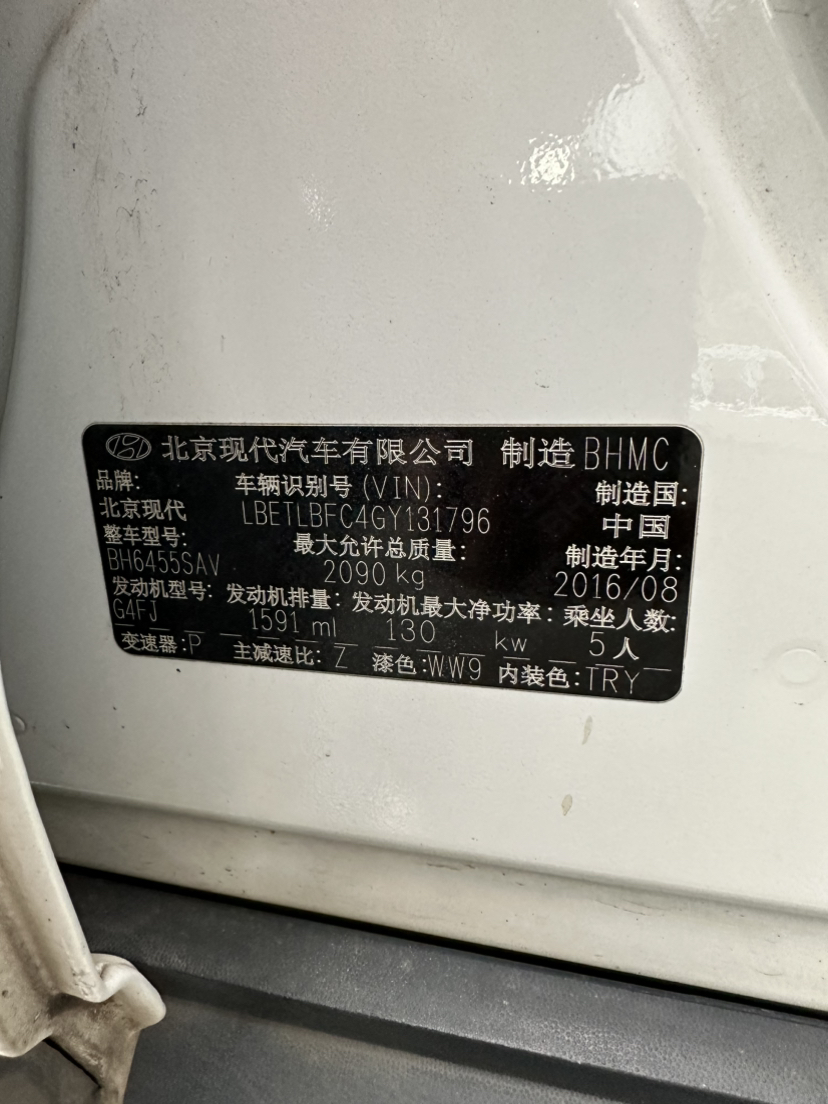 北京现代汽车有限公司 制造 BHMC
品牌: 车辆识别号(VIN): 制造国:
北京现代 LBETLBFC4GY131796 中国
整车型号: 最大允许总质量: 制造年月:
BH6455SAV 2090 kg 2016/08
发动机型号: 发动机排量: 发动机最大净功率: 乘坐人数:
G4FJ 1591 ml 130 kw 5人
变速器:P 主减速比: Z 漆色:WW9 内装色:TRY